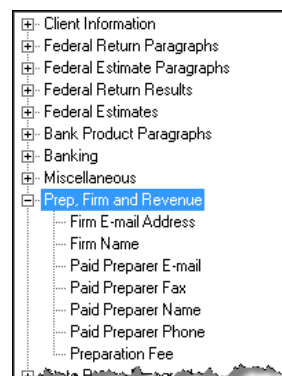 Client Information
Federal Return Paragraphs
Federal Estimate Paragraphs
Federal Return Results
Federal Estimates
Bank Product Paragraphs
Banking
Miscellaneous
Prep, Firm and Revenue
Firm E-mail Address
Firm Name
Paid Preparer E-mail
Paid Preparer Fax
Paid Preparer Name
Paid Preparer Phone
Preparation Fee